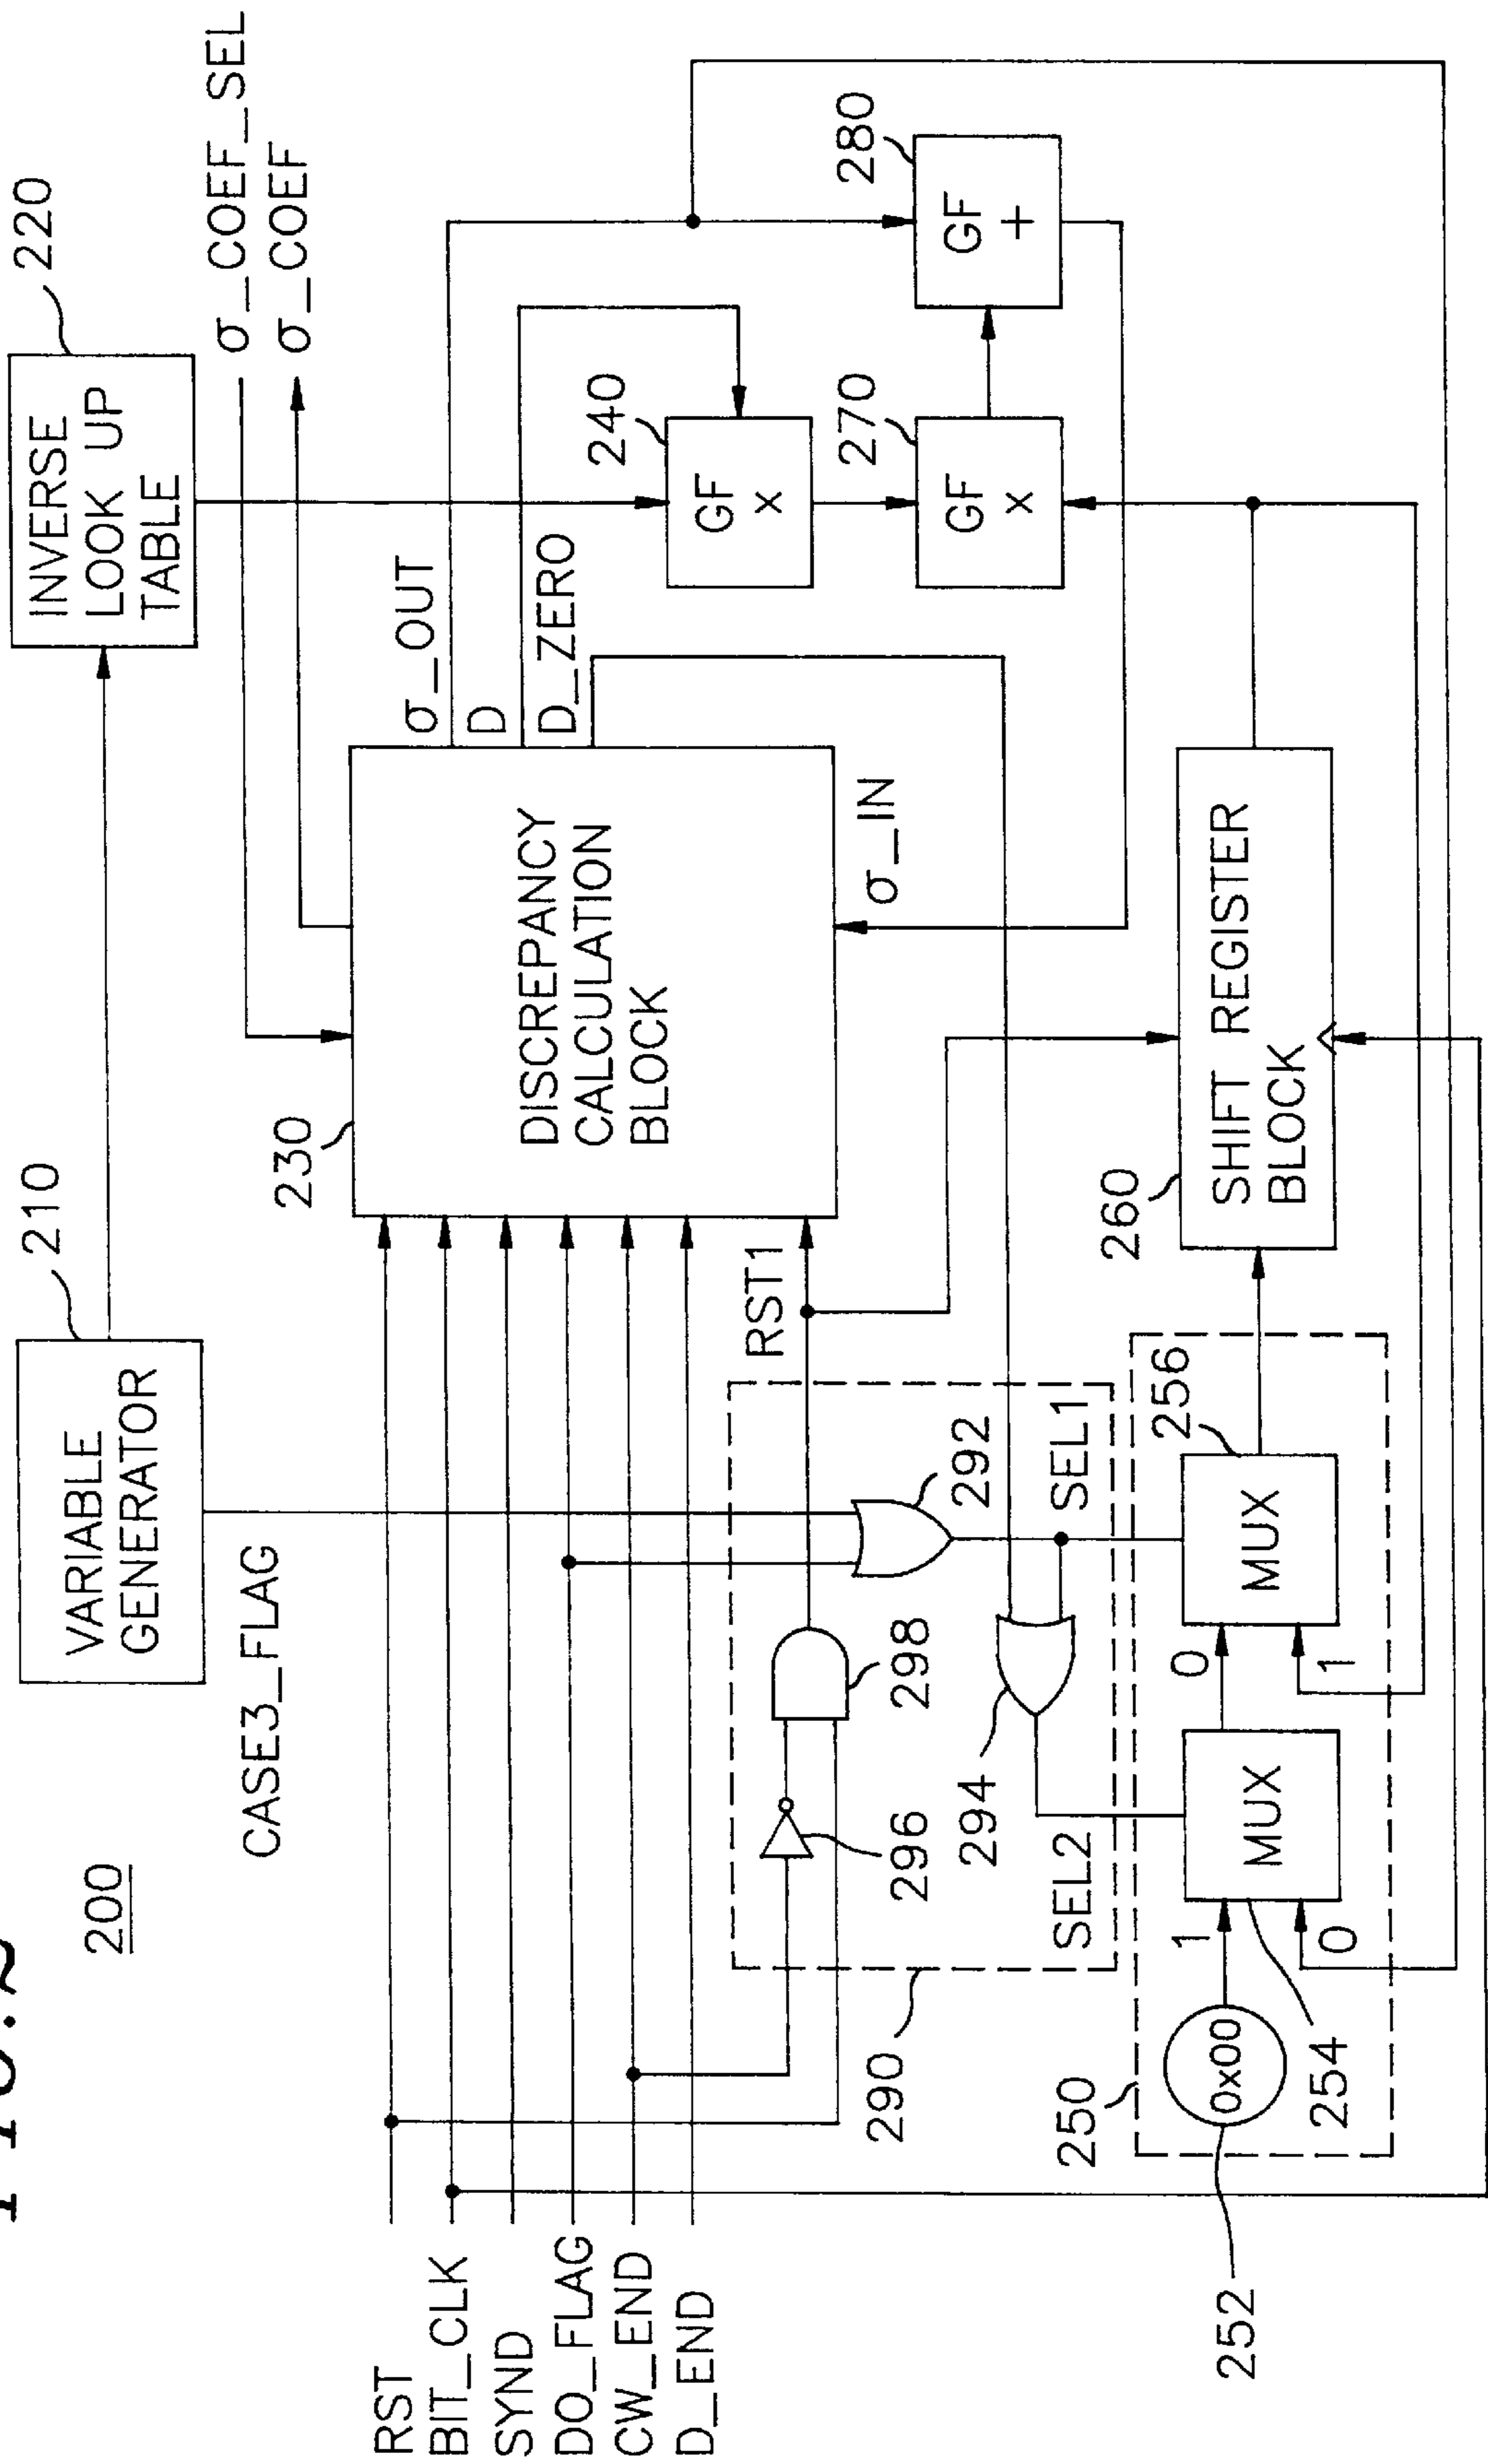 200
VARIABLE
GENERATOR
210
INVERSE
LOOK UP
TABLE
220
CASE3_FLAG
σ_COEF_SEL
σ_COEF
RST
BIT_CLK
SYND
DO_FLAG
CW_END
D_END
230
DISCREPANCY
CALCULATION
BLOCK
σ_OUT
D
D_ZERO
σ_IN
RST1
240
GF
x
270
GF
x
280
GF
+
290
296
298
292
294
SEL1
SEL2
250
252
0x00
254
1
0
MUX
256
0
1
MUX
260
SHIFT REGISTER
BLOCK